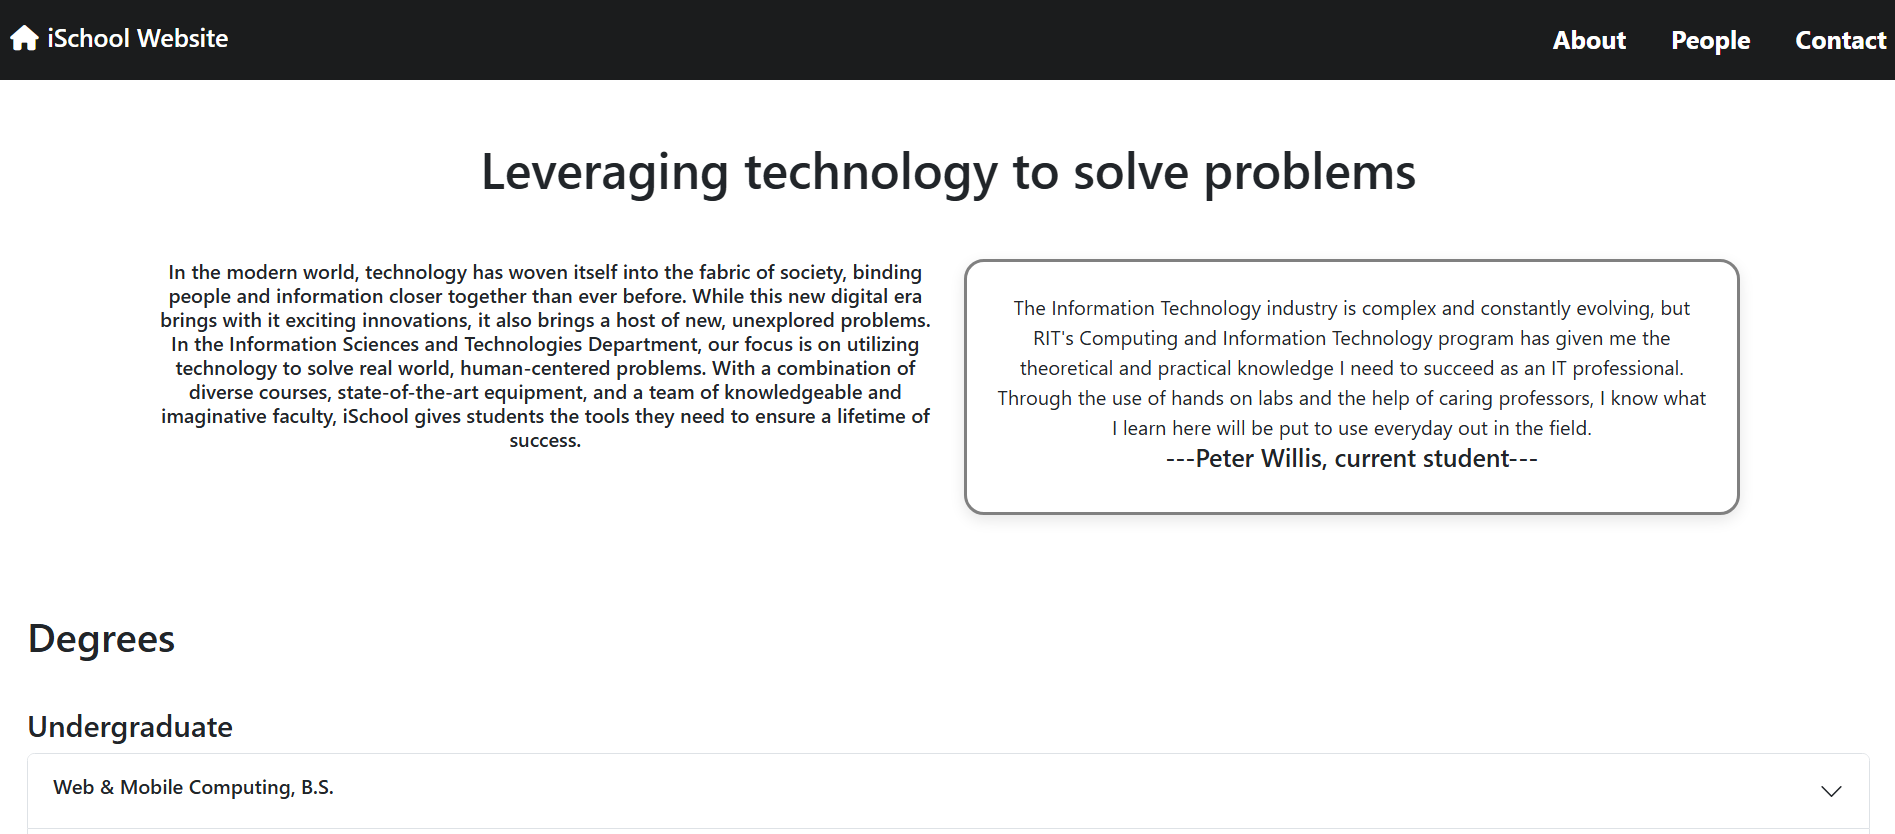 iSchool Website
About People Contact
Leveraging technology to solve problems
In the modern world, technology has woven itself into the fabric of society, binding
people and information closer together than ever before. While this new digital era
brings with it exciting innovations, it also brings a host of new, unexplored problems.
In the Information Sciences and Technologies Department, our focus is on utilizing
technology to solve real world, human-centered problems. With a combination of
diverse courses, state-of-the-art equipment, and a team of knowledgeable and
imaginative faculty, iSchool gives students the tools they need to ensure a lifetime of
success.
The Information Technology industry is complex and constantly evolving, but
RIT's Computing and Information Technology program has given me the
theoretical and practical knowledge I need to succeed as an IT professional.
Through the use of hands on labs and the help of caring professors, I know what
I learn here will be put to use everyday out in the field.
---Peter Willis, current student---
Degrees
Undergraduate
Web & Mobile Computing, B.S.